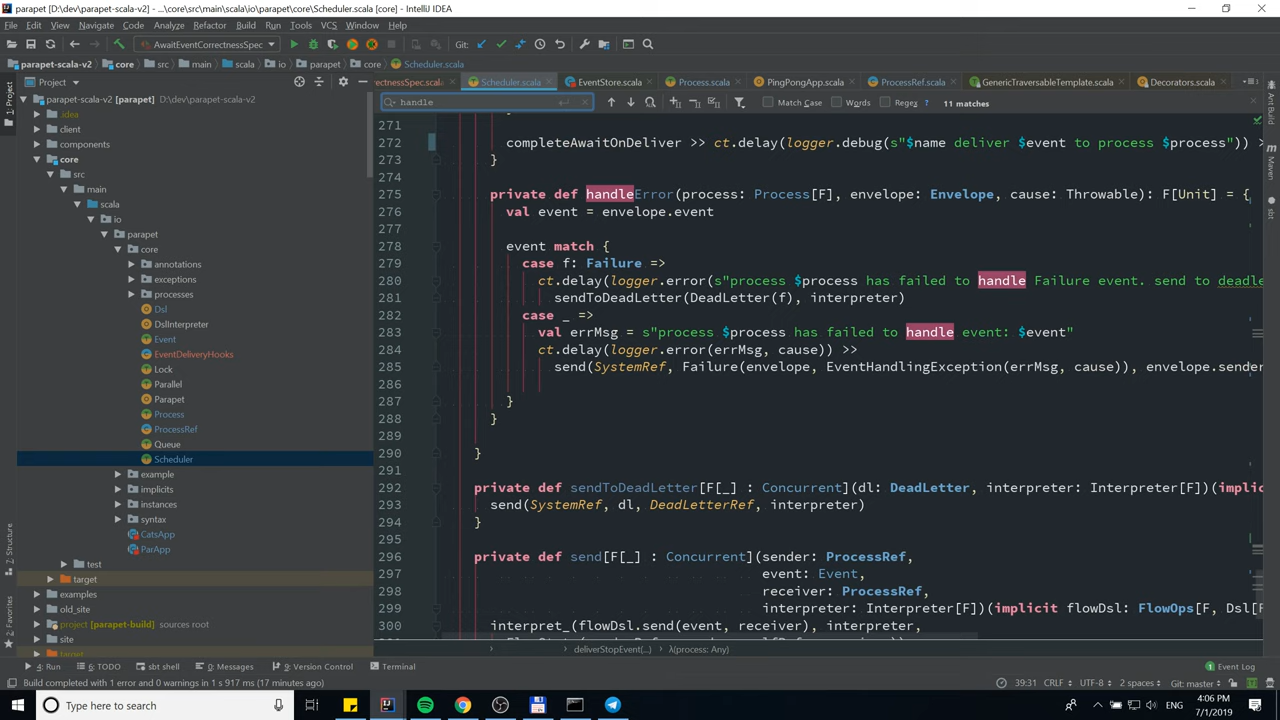 parapet [D:\dev\parapet-scala-v2] - ...\core\src\main\scala\io\parapet\core\Scheduler.scala [core] - IntelliJ IDEA
File Edit View Navigate Code Analyze Refactor Build Run Tools VCS Window Help
AwaitEventCorrectnessSpec Git:
parapet-scala-v2 core src main scala io parapet core Scheduler.scala
Project
rectnessSpec.scala Scheduler.scala EventStore.scala Process.scala PingPongApp.scala ProcessRef.scala GenericTraversableTemplate.scala Decorators.scala
handle Match Case Words Regex 11 matches
parapet-scala-v2 [parapet] D:\dev\parapet-scala-v2
.idea
client
components
core
src
main
scala
io
parapet
core
annotations
exceptions
processes
Dsl
DslInterpreter
Event
EventDeliveryHooks
Lock
Parallel
Parapet
Process
ProcessRef
Queue
Scheduler
example
implicits
instances
syntax
CatsApp
ParApp
test
target
examples
old_site
project [parapet-build] sources root
site
target
271
272 completeAwaitOnDeliver >> ct.delay(logger.debug(s"$name deliver $event to process $process")) >
273 }
274
275 private def handleError(process: Process[F], envelope: Envelope, cause: Throwable): F[Unit] = {
276 val event = envelope.event
277
278 event match {
279 case f: Failure =>
280 ct.delay(logger.error(s"process $process has failed to handle Failure event. send to deadle
281 sendToDeadLetter(DeadLetter(f), interpreter)
282 case _ =>
283 val errMsg = s"process $process has failed to handle event: $event"
284 ct.delay(logger.error(errMsg, cause)) >>
285 send(SystemRef, Failure(envelope, EventHandlingException(errMsg, cause)), envelope.sender
286
287 }
288 }
289
290 }
291
292 private def sendToDeadLetter[F[_] : Concurrent](dl: DeadLetter, interpreter: Interpreter[F])(implic
293 send(SystemRef, dl, DeadLetterRef, interpreter)
294 }
295
296 private def send[F[_] : Concurrent](sender: ProcessRef,
297 event: Event,
298 receiver: ProcessRef,
299 interpreter: Interpreter[F])(implicit flowDsl: FlowOps[F, Dsl[F
300 interpret_(flowDsl.send(event, receiver), interpreter,
deliverStopEvent(...) λ(process: Any)
1: Project
7: Structure
2: Favorites
Ant Build
Maven
sbt
4: Run 6: TODO sbt shell 0: Messages 9: Version Control Terminal Event Log
Build completed with 1 error and 0 warnings in 1 s 917 ms (17 minutes ago) 39:31 CRLF UTF-8 2 spaces Git: master
Type here to search
ENG
4:06 PM
7/1/2019